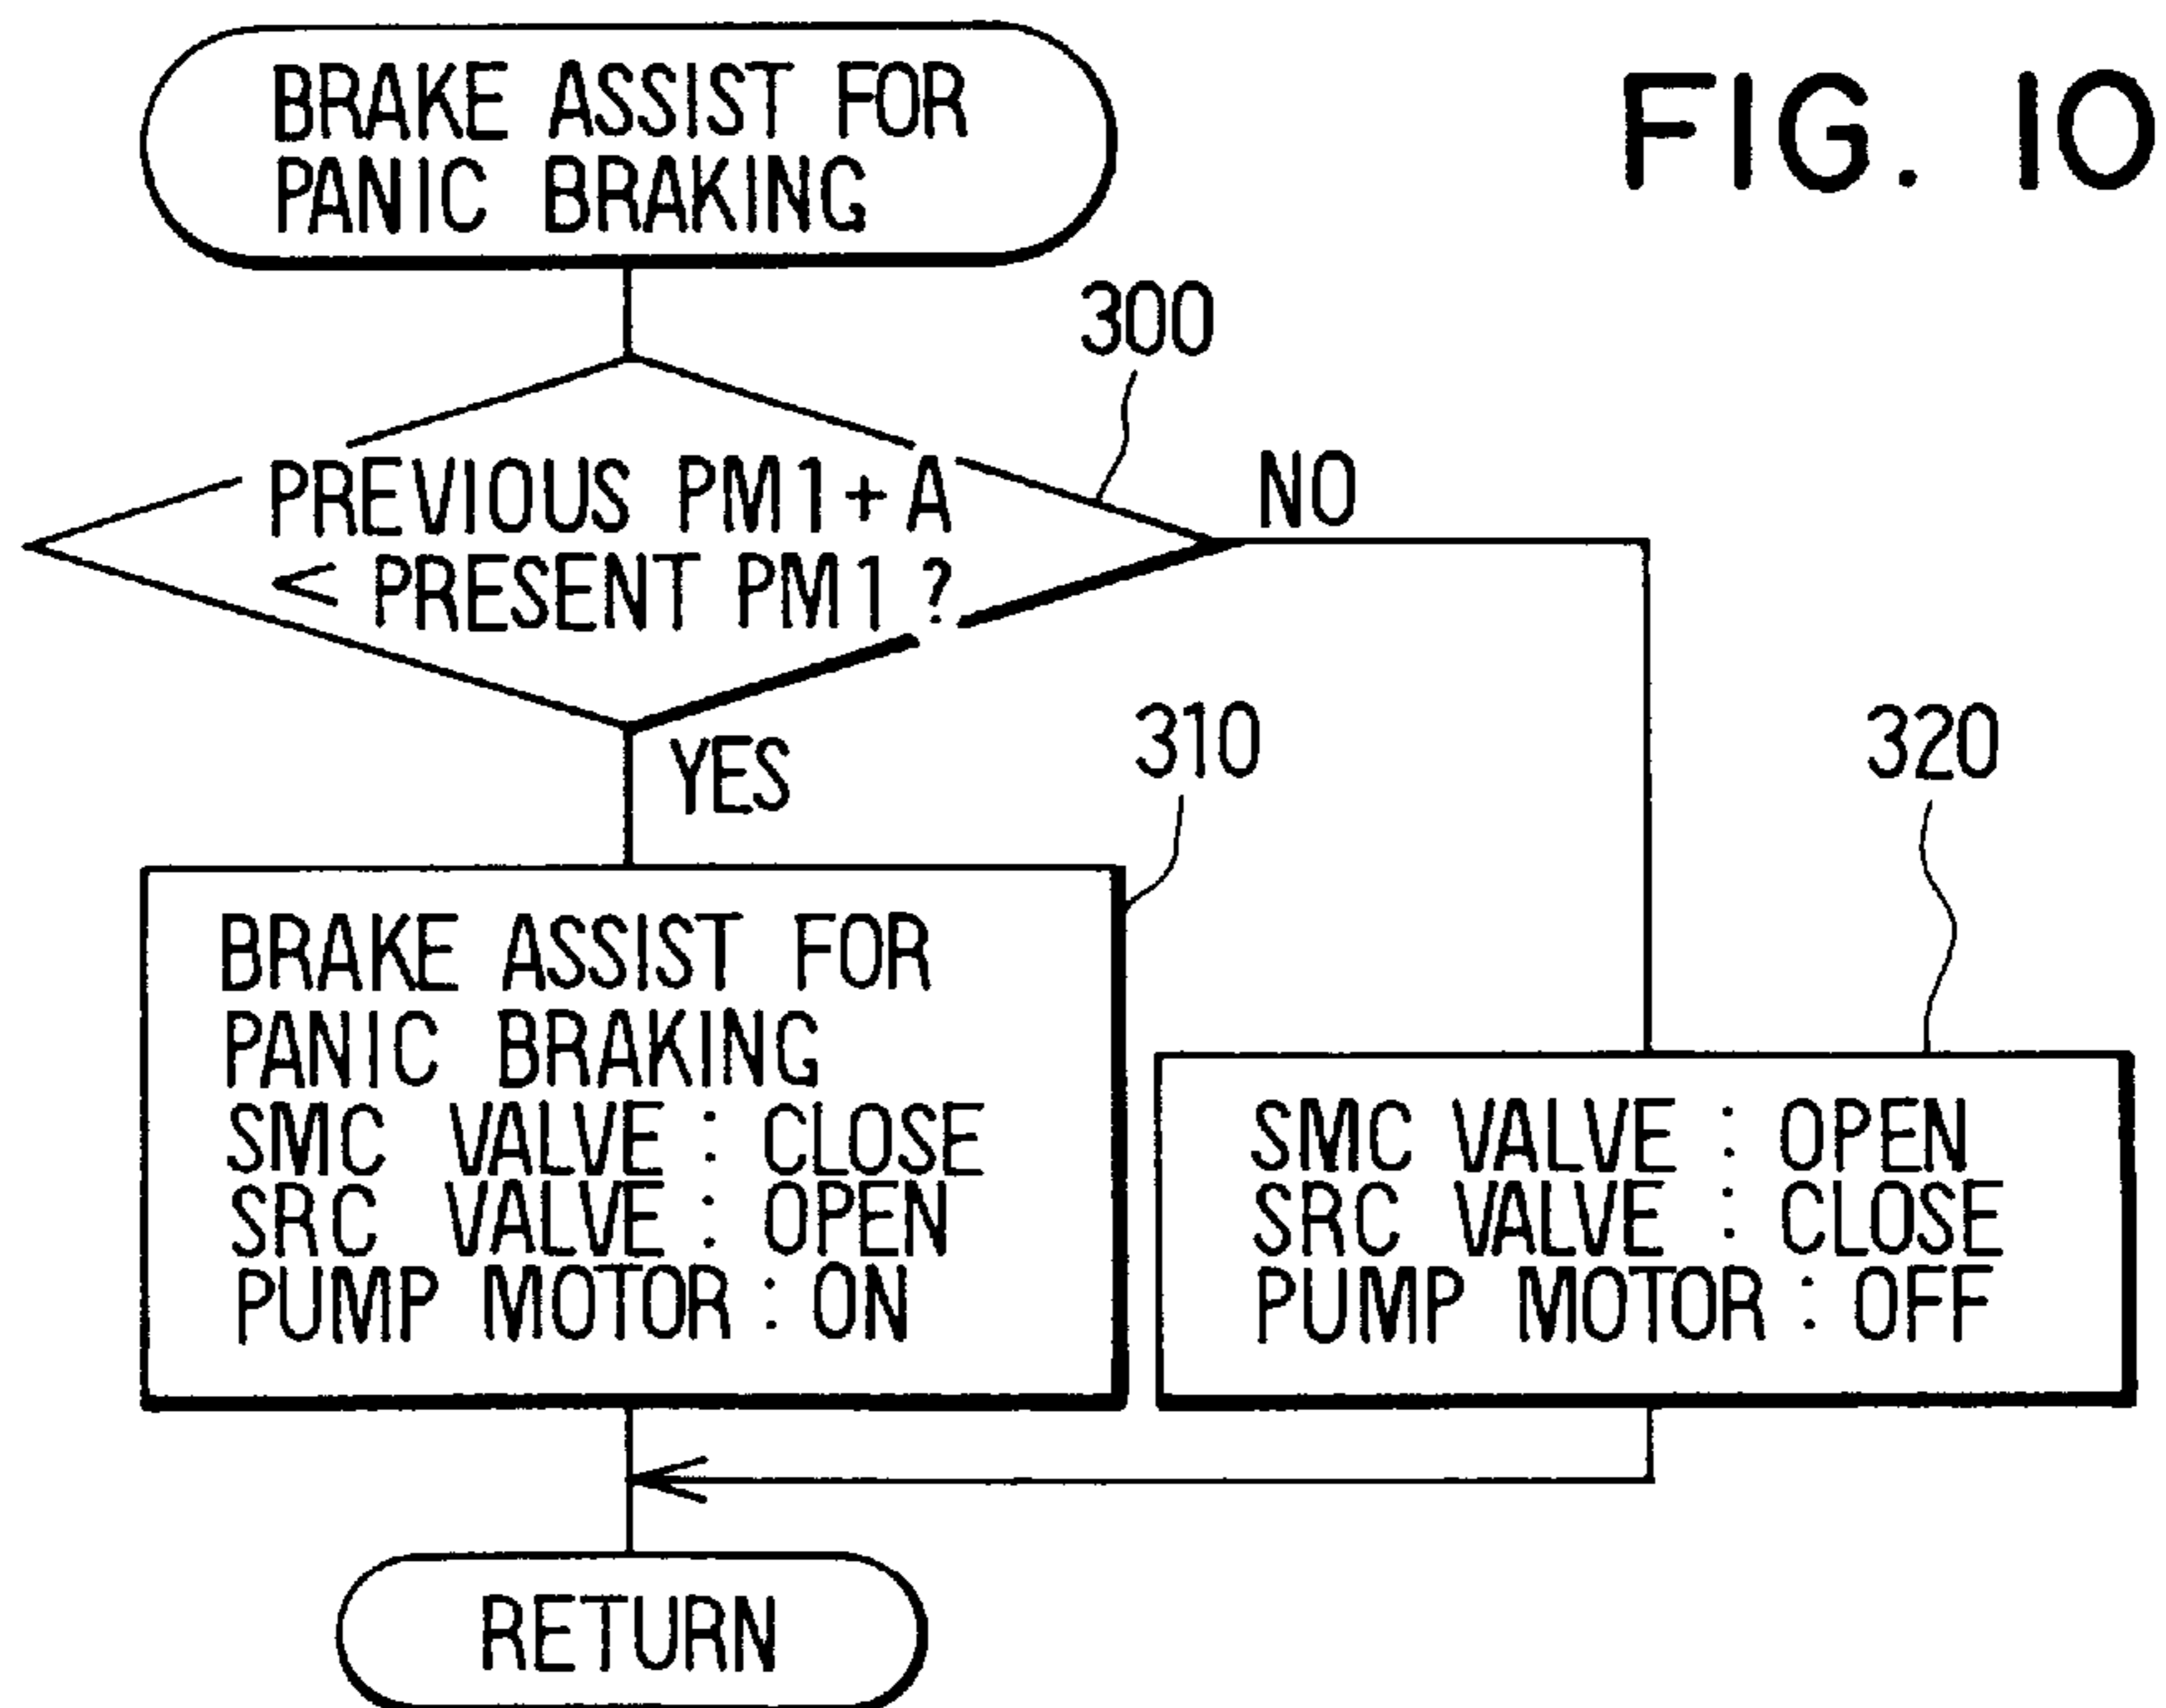 FIG. 10
BRAKE ASSIST FOR
PANIC BRAKING
300
PREVIOUS PM1+A
< PRESENT PM1 ?
NO
YES
310
BRAKE ASSIST FOR
PANIC BRAKING
SMC VALVE : CLOSE
SRC VALVE : OPEN
PUMP MOTOR : ON
320
SMC VALVE : OPEN
SRC VALVE : CLOSE
PUMP MOTOR : OFF
RETURN